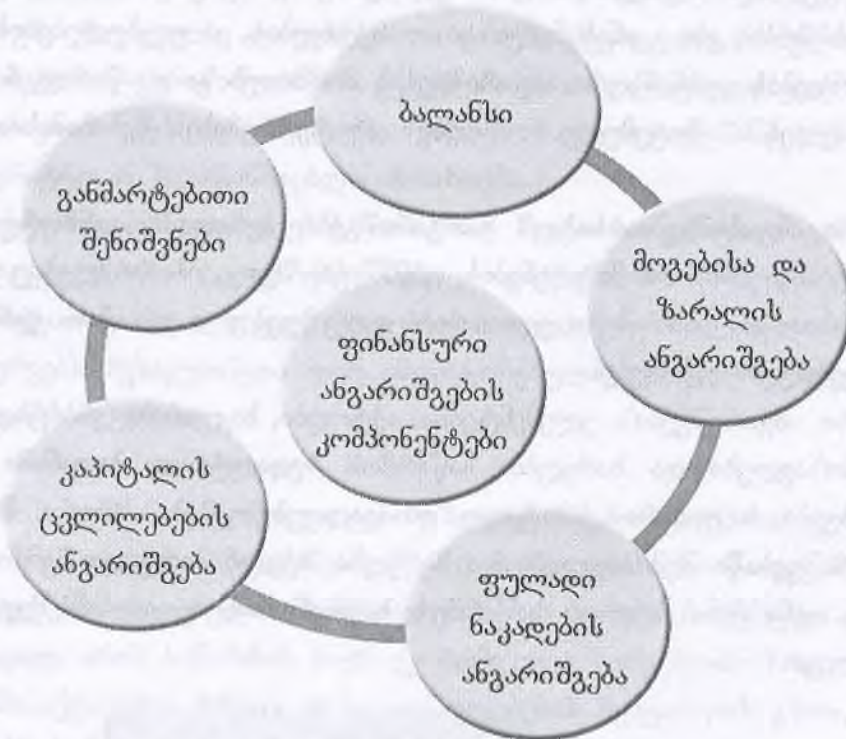 ბალანსი
მოგებისა და
ზარალის
ანგარიშგება
ფულადი
ნაკადების
ანგარიშგება
კაპიტალის
ცვლილებების
ანგარიშგება
განმარტებითი
შენიშვნები
ფინანსური
ანგარიშგების
კომპონენტები